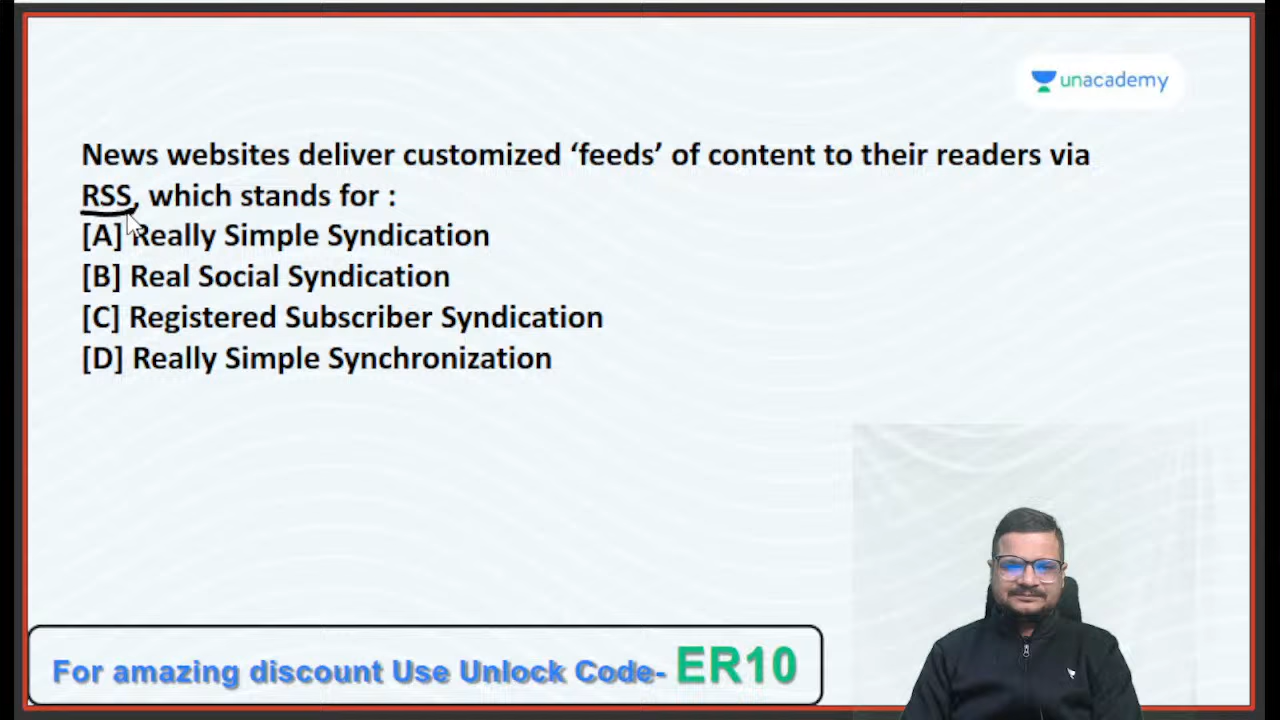 unacademy
News websites deliver customized ‘feeds’ of content to their readers via
RSS, which stands for :
[A] Really Simple Syndication
[B] Real Social Syndication
[C] Registered Subscriber Syndication
[D] Really Simple Synchronization
For amazing discount Use Unlock Code- ER10